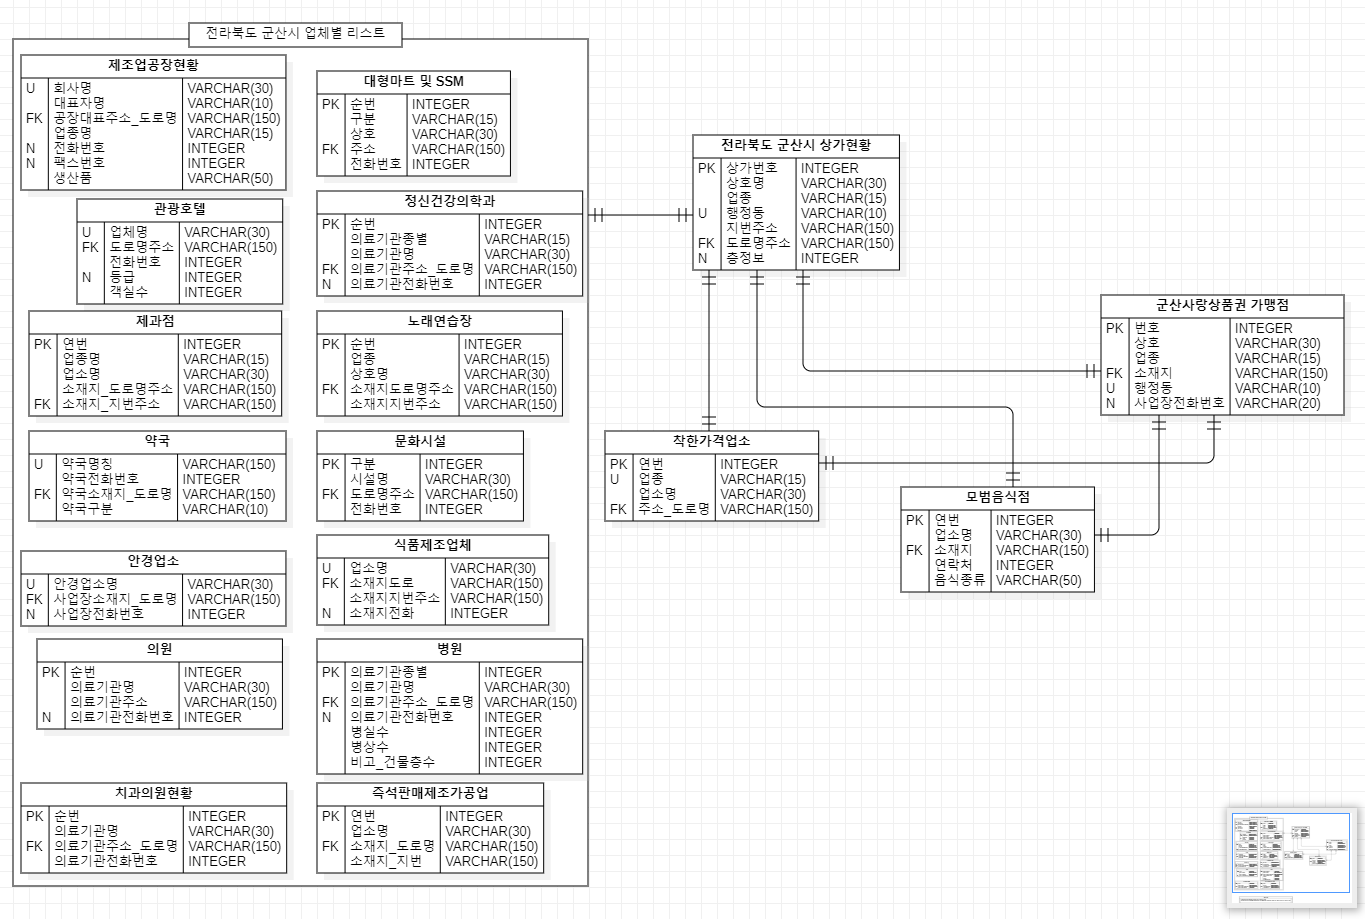 전라북도 군산시 업체별 리스트
제조업공장현황
U 회사명 VARCHAR(30)
대표자명 VARCHAR(10)
FK 공장대표주소_도로명 VARCHAR(150)
업종명 VARCHAR(15)
N 전화번호 INTEGER
N 팩스번호 INTEGER
생산품 VARCHAR(50)
대형마트 및 SSM
PK 순번 INTEGER
구분 VARCHAR(15)
상호 VARCHAR(30)
FK 주소 VARCHAR(150)
전화번호 INTEGER
관광호텔
U 업체명 VARCHAR(30)
FK 도로명주소 VARCHAR(150)
전화번호 INTEGER
N 등급 INTEGER
객실수 INTEGER
정신건강의학과
PK 순번 INTEGER
의료기관종별 VARCHAR(15)
의료기관명 VARCHAR(30)
FK 의료기관주소_도로명 VARCHAR(150)
N 의료기관전화번호 INTEGER
제과점
PK 연번 INTEGER
업종명 VARCHAR(15)
업소명 VARCHAR(30)
소재지_도로명주소 VARCHAR(150)
FK 소재지_지번주소 VARCHAR(150)
노래연습장
PK 순번 INTEGER
업종 VARCHAR(15)
상호명 VARCHAR(30)
FK 소재지도로명주소 VARCHAR(150)
소재지지번주소 VARCHAR(150)
약국
U 약국명칭 VARCHAR(150)
약국전화번호 INTEGER
FK 약국소재지_도로명 VARCHAR(150)
약국구분 VARCHAR(10)
문화시설
PK 구분 INTEGER
시설명 VARCHAR(30)
FK 도로명주소 VARCHAR(150)
전화번호 INTEGER
안경업소
U 안경업소명 VARCHAR(30)
FK 사업장소재지_도로명 VARCHAR(150)
N 사업장전화번호 INTEGER
식품제조업체
U 업소명 VARCHAR(30)
FK 소재지도로 VARCHAR(150)
소재지지번주소 VARCHAR(150)
N 소재지전화 INTEGER
의원
PK 순번 INTEGER
의료기관명 VARCHAR(30)
의료기관주소 VARCHAR(150)
N 의료기관전화번호 INTEGER
병원
PK 의료기관종별 INTEGER
의료기관명 VARCHAR(30)
FK 의료기관주소_도로명 VARCHAR(150)
N 의료기관전화번호 INTEGER
병실수 INTEGER
병상수 INTEGER
비고_건물층수 INTEGER
치과의원현황
PK 순번 INTEGER
의료기관명 VARCHAR(30)
FK 의료기관주소_도로명 VARCHAR(150)
의료기관전화번호 INTEGER
즉석판매제조가공업
PK 연번 INTEGER
업소명 VARCHAR(30)
FK 소재지_도로명 VARCHAR(150)
소재지_지번 VARCHAR(150)
전라북도 군산시 상가현황
PK 상가번호 INTEGER
상호명 VARCHAR(30)
업종 VARCHAR(15)
U 행정동 VARCHAR(10)
지번주소 VARCHAR(150)
FK 도로명주소 VARCHAR(150)
N 층정보 INTEGER
군산사랑상품권 가맹점
PK 번호 INTEGER
상호 VARCHAR(30)
업종 VARCHAR(15)
FK 소재지 VARCHAR(150)
U 행정동 VARCHAR(10)
N 사업장전화번호 VARCHAR(20)
착한가격업소
PK 연번 INTEGER
U 업종 VARCHAR(15)
업소명 VARCHAR(30)
FK 주소_도로명 VARCHAR(150)
모범음식점
PK 연번 INTEGER
업소명 VARCHAR(30)
FK 소재지 VARCHAR(150)
연락처 INTEGER
음식종류 VARCHAR(50)